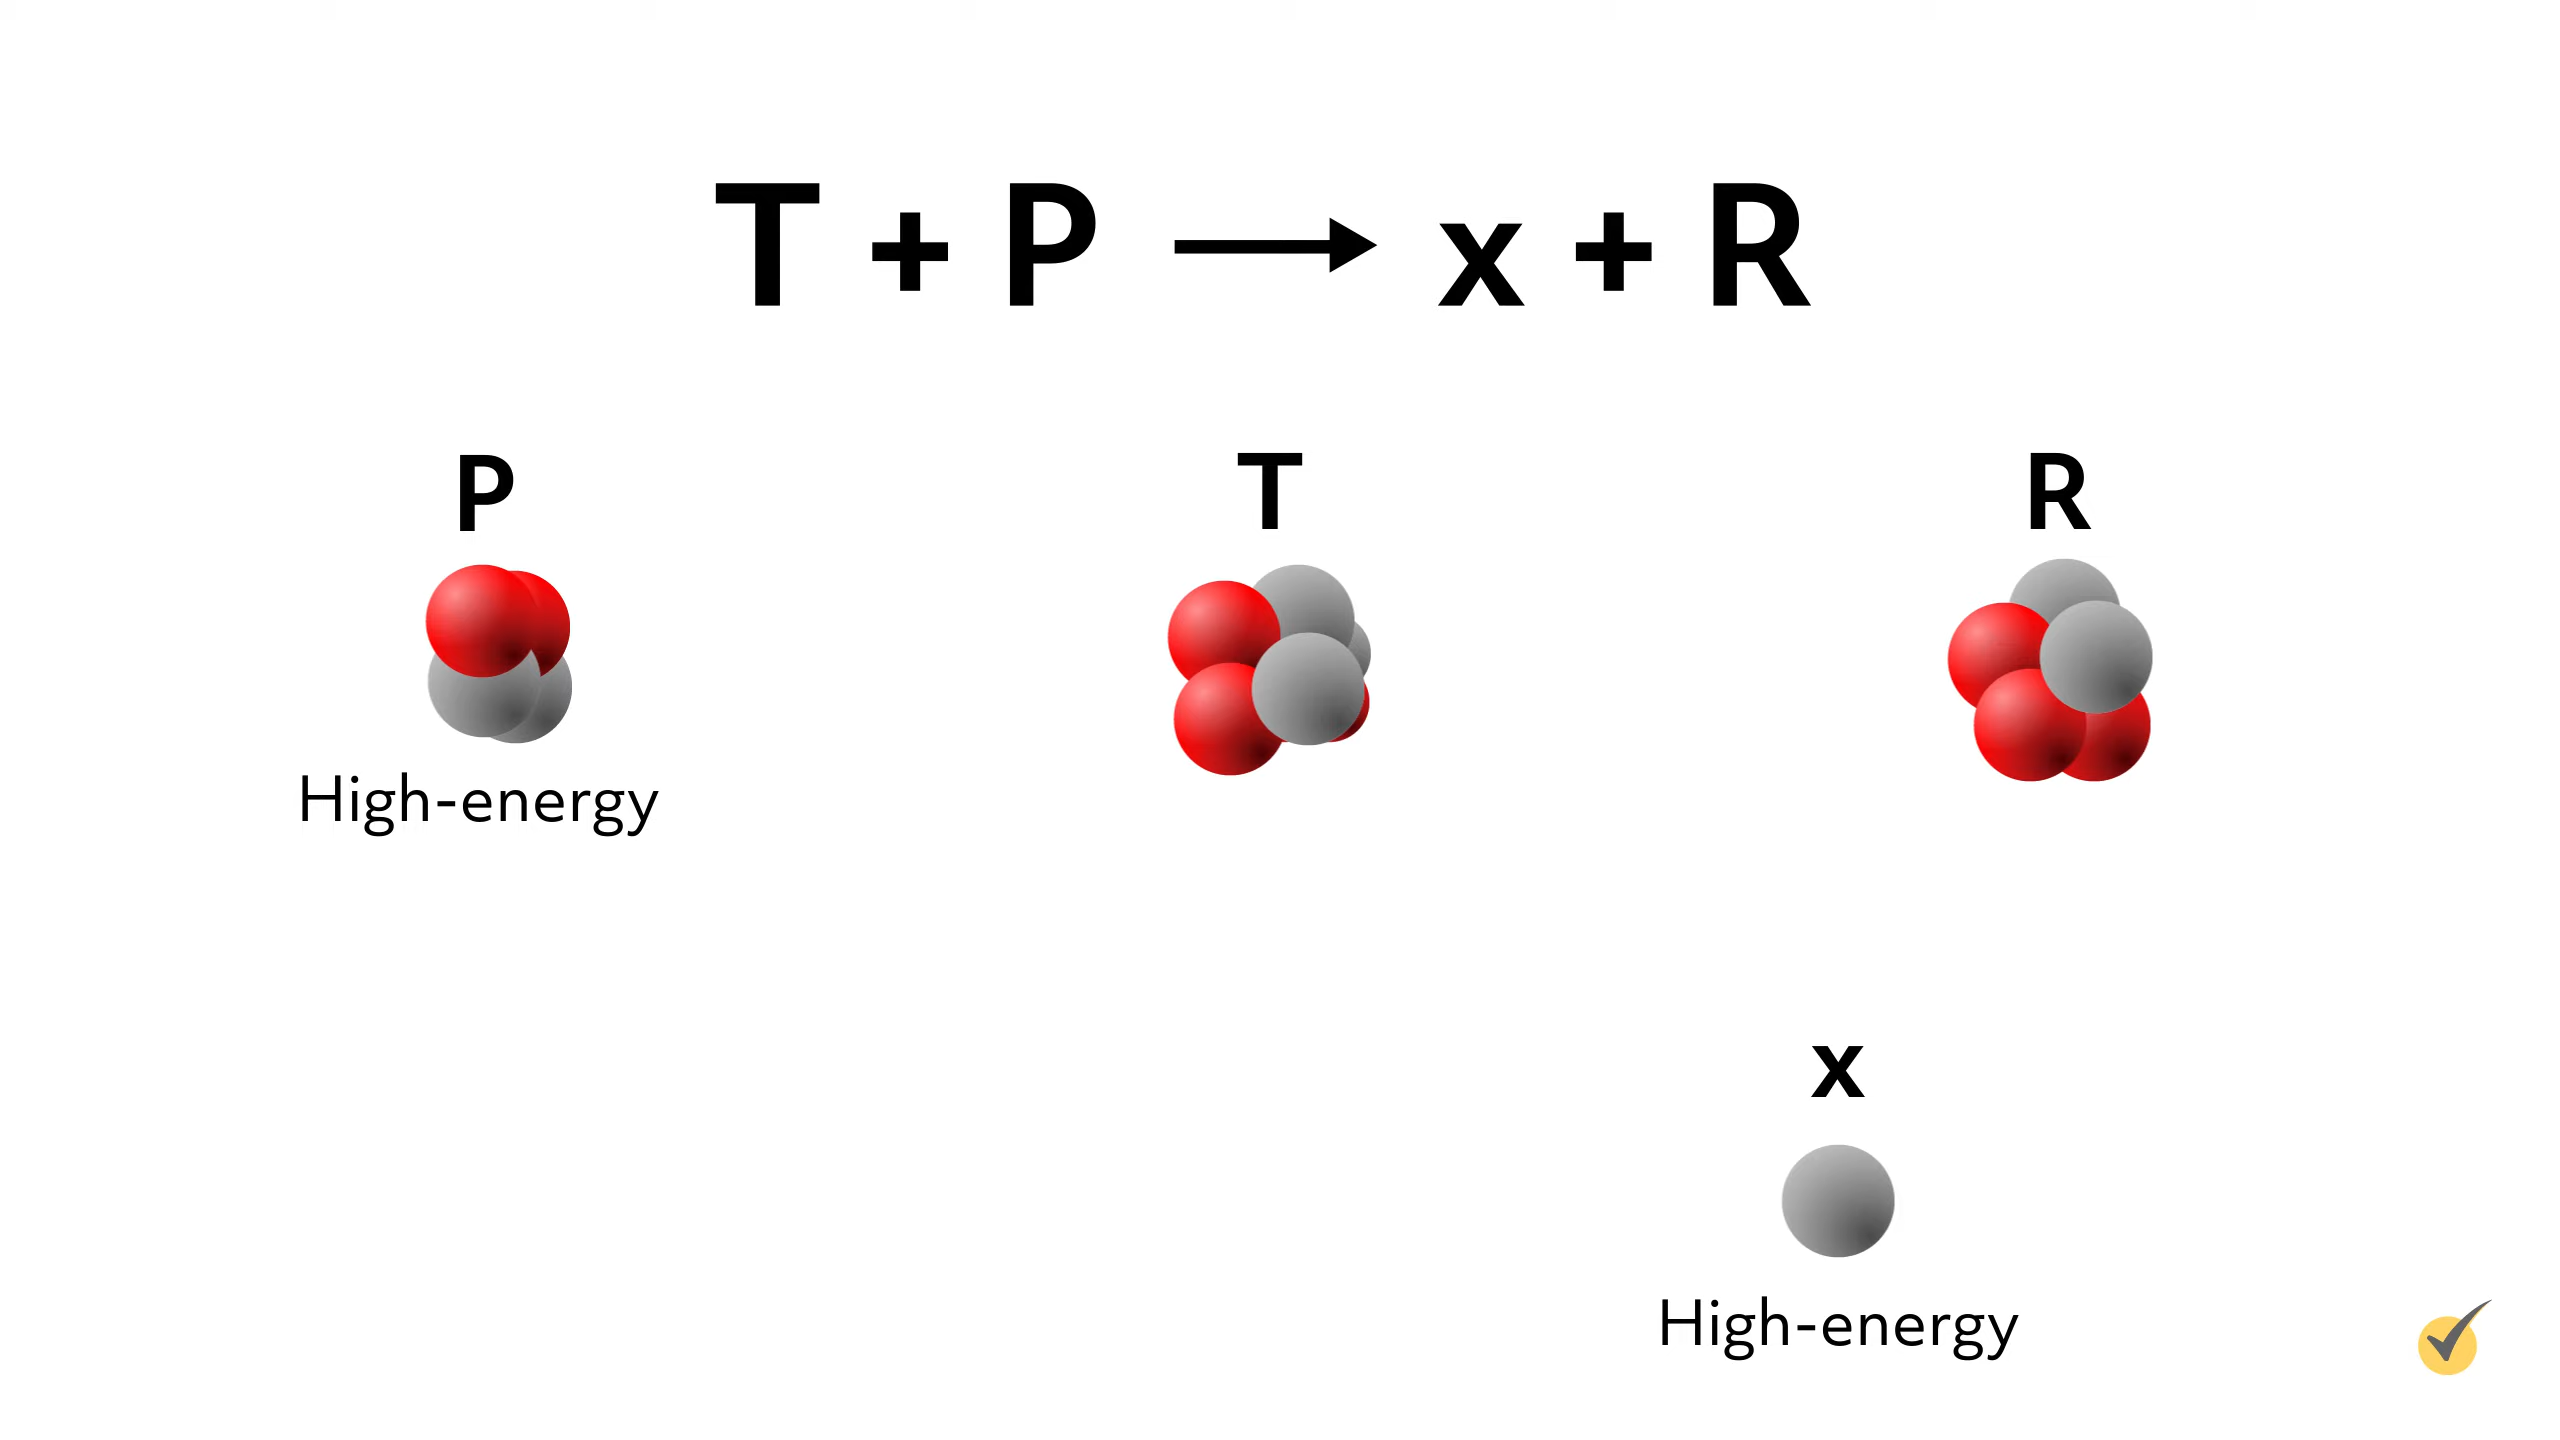 T + P → x + R
P
T
R
High-energy
x
High-energy